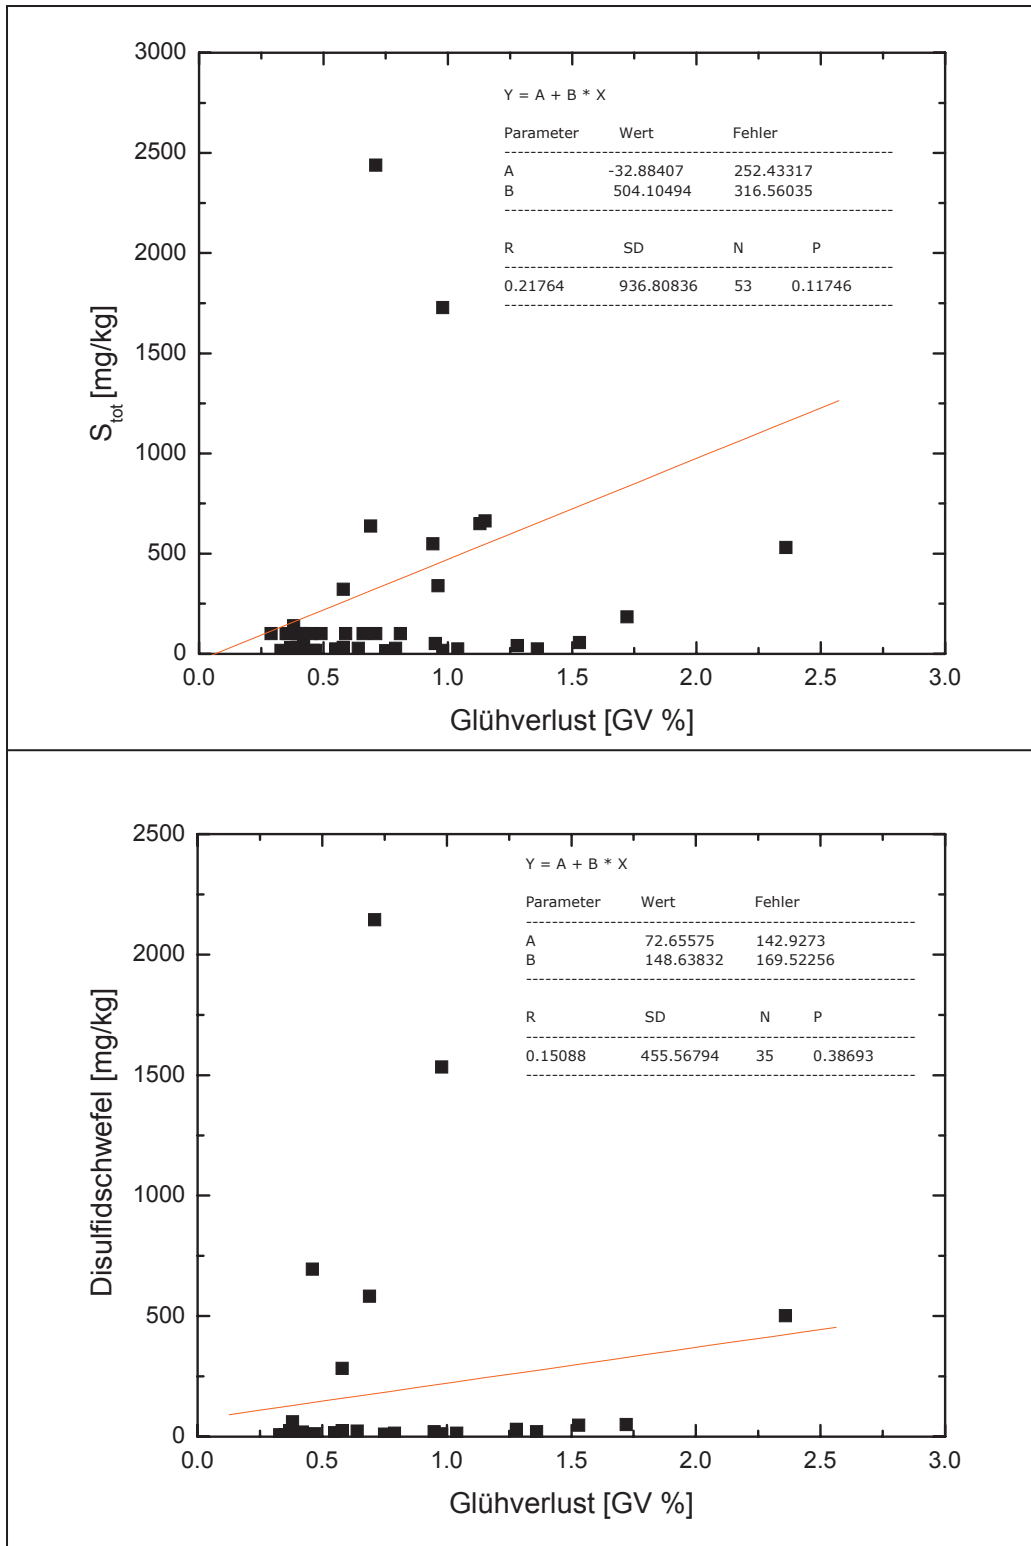 3000
2500
2000
1500
1000
500
0
S_tot [mg/kg]
Y = A + B * X
Parameter Wert Fehler
A -32.88407 252.43317
B 504.10494 316.56035
R SD N P
0.21764 936.80836 53 0.11746
0.0 0.5 1.0 1.5 2.0 2.5 3.0
Glühverlust [GV %]
2500
2000
1500
1000
500
0
Disulfidschwefel [mg/kg]
Y = A + B * X
Parameter Wert Fehler
A 72.65575 142.9273
B 148.63832 169.52256
R SD N P
0.15088 455.56794 35 0.38693
0.0 0.5 1.0 1.5 2.0 2.5 3.0
Glühverlust [GV %]